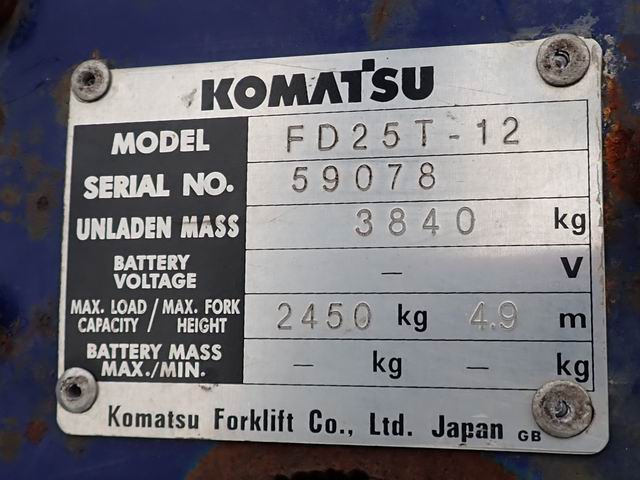 KOMATSU
MODEL FD25T-12
SERIAL NO. 59078
UNLADEN MASS 3840 kg
BATTERY VOLTAGE – V
MAX. LOAD CAPACITY / MAX. FORK HEIGHT 2450 kg 4.9 m
BATTERY MASS MAX./MIN. – kg – kg
Komatsu Forklift Co., Ltd. Japan GB